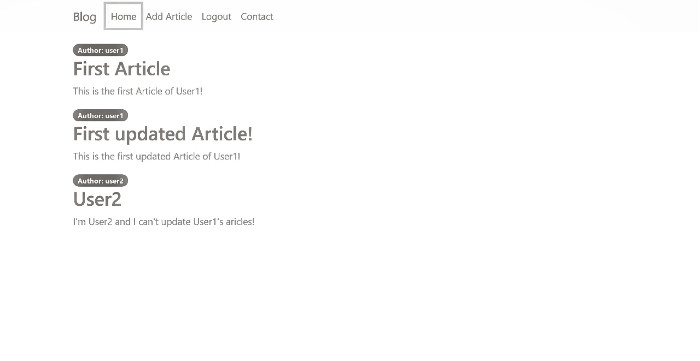 Blog Home Add Article Logout Contact
Author: user1
First Article
This is the first Article of User1!
Author: user1
First updated Article!
This is the first updated Article of User1!
Author: user2
User2
I'm User2 and I can't update User1's aricles!